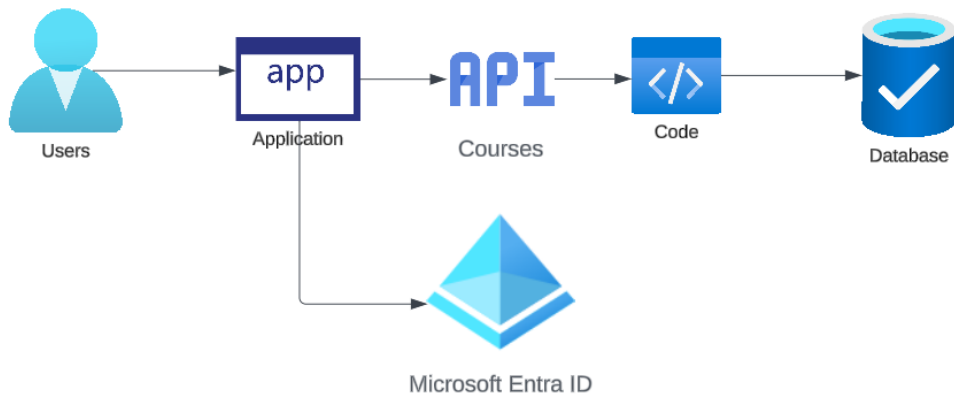 app
API
Users
Application
Courses
Code
Database
Microsoft Entra ID